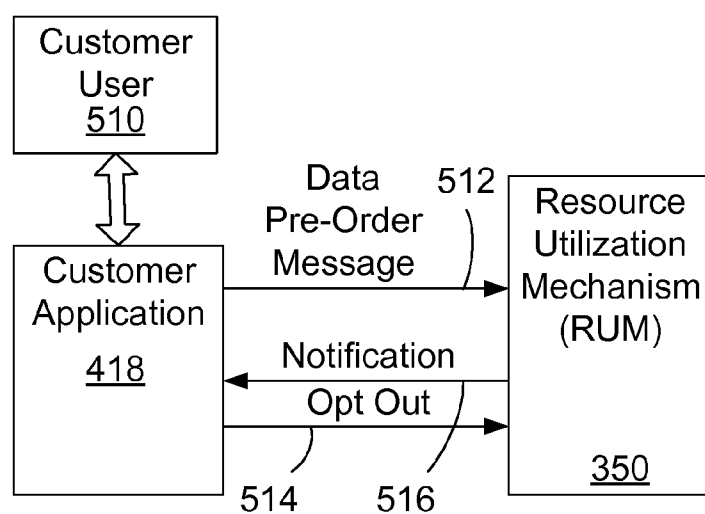 Customer
User
510
Data
Pre-Order
Message
512
Resource
Utilization
Mechanism
(RUM)
Customer
Application
418
Notification
Opt Out
514
516
350